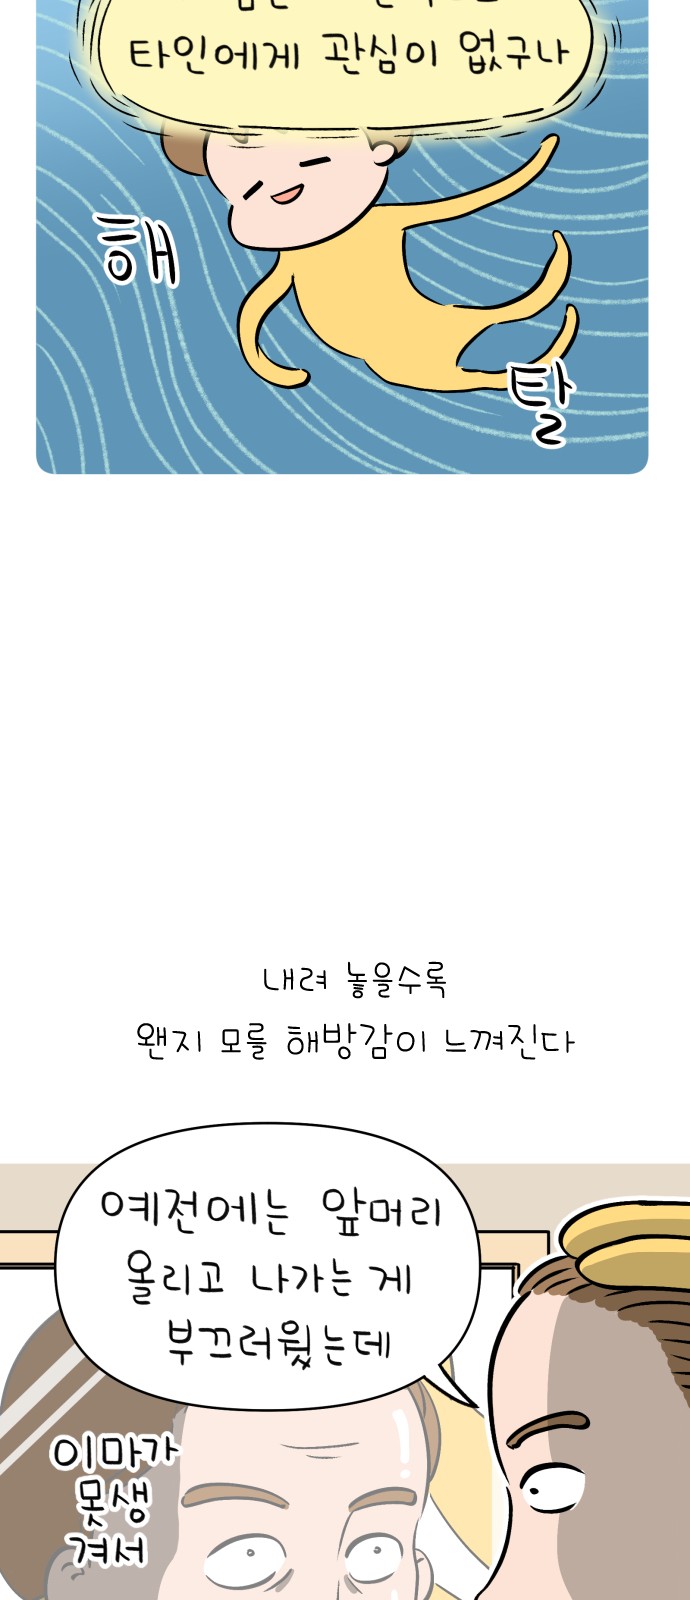 타인에게 관심이 없구나
해
탈
내려 놓을수록
왠지 모를 해방감이 느껴진다
예전에는 앞머리
올리고 나가는 게
부끄러웠는데
이마가
못생
겨서